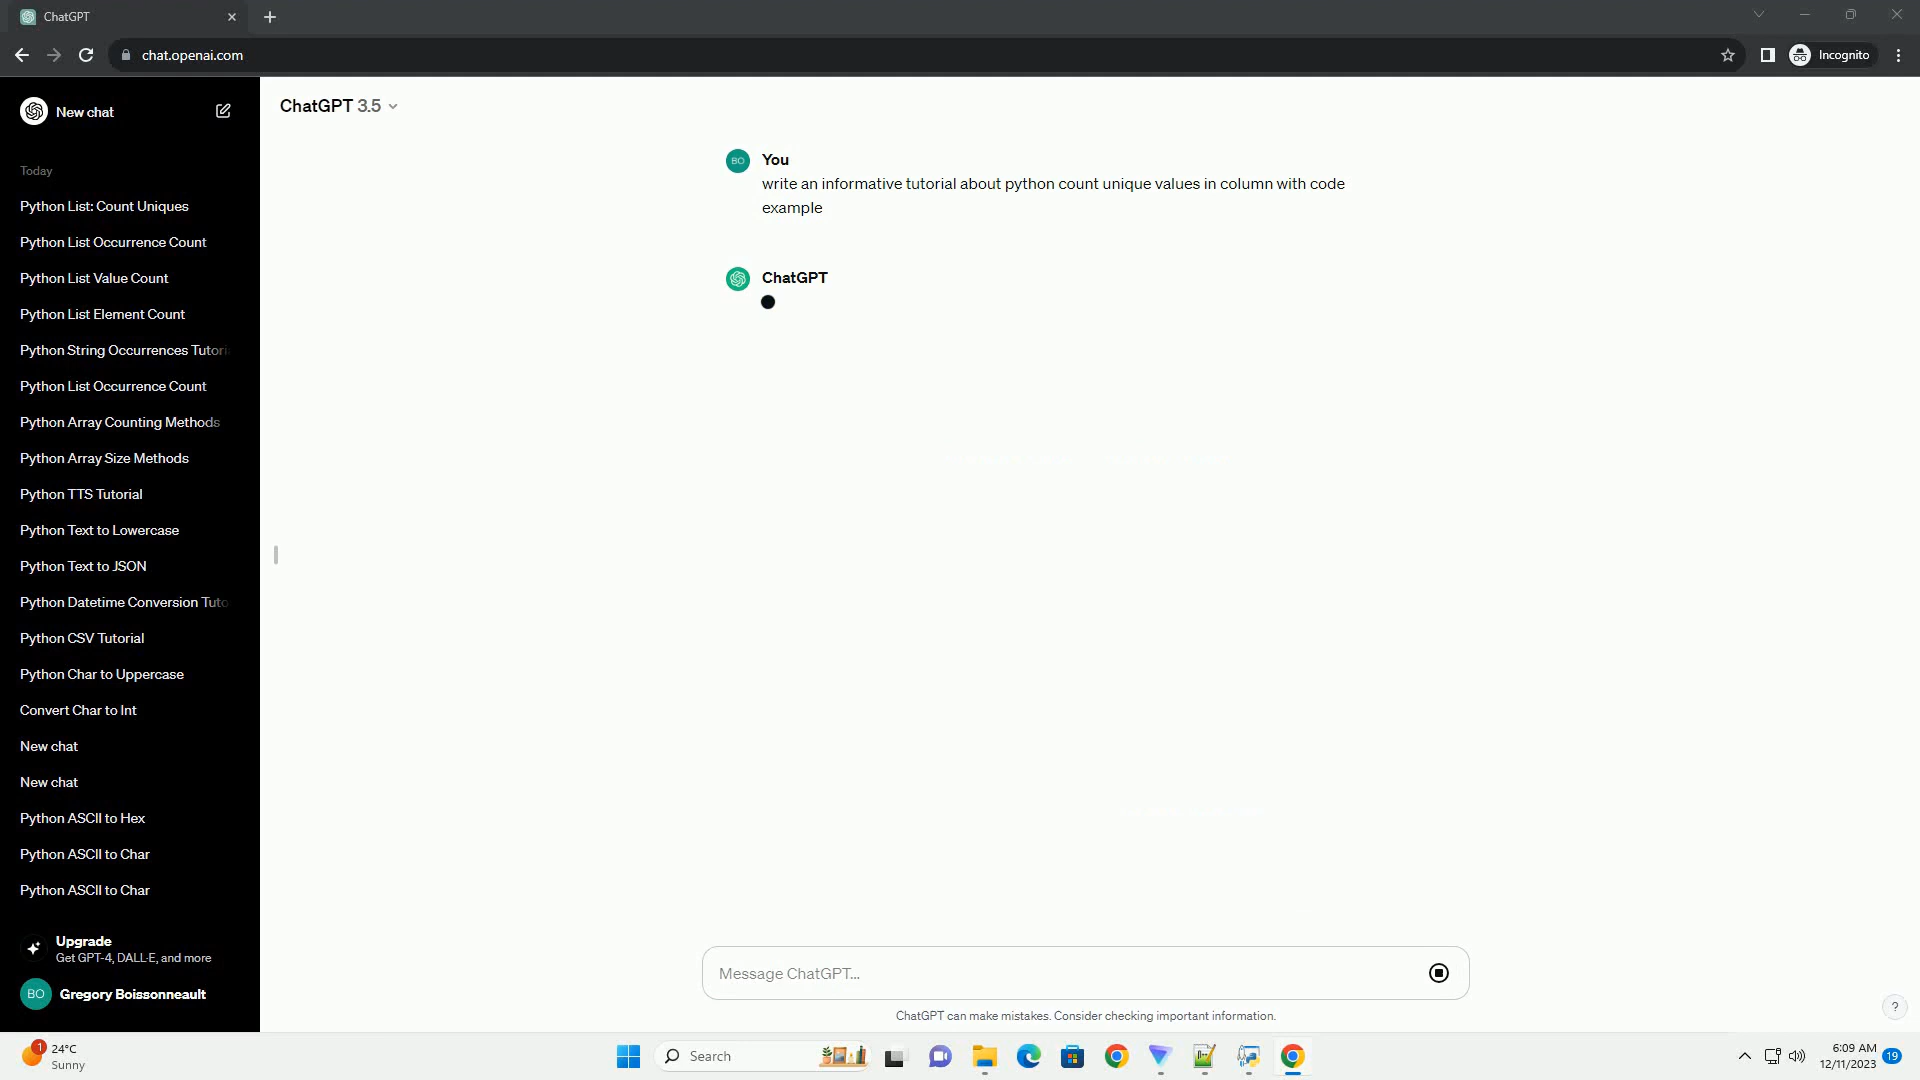 ChatGPT
chat.openai.com
Incognito
New chat
Today
Python List: Count Uniques
Python List Occurrence Count
Python List Value Count
Python List Element Count
Python String Occurrences Tutori
Python List Occurrence Count
Python Array Counting Methods
Python Array Size Methods
Python TTS Tutorial
Python Text to Lowercase
Python Text to JSON
Python Datetime Conversion Tuto
Python CSV Tutorial
Python Char to Uppercase
Convert Char to Int
New chat
New chat
Python ASCII to Hex
Python ASCII to Char
Python ASCII to Char
Upgrade
Get GPT-4, DALL·E, and more
BO
Gregory Boissonneault
ChatGPT 3.5
BO
You
write an informative tutorial about python count unique values in column with code
example
ChatGPT
Message ChatGPT...
ChatGPT can make mistakes. Consider checking important information.
?
1
24°C
Sunny
Search
6:09 AM
12/11/2023
19